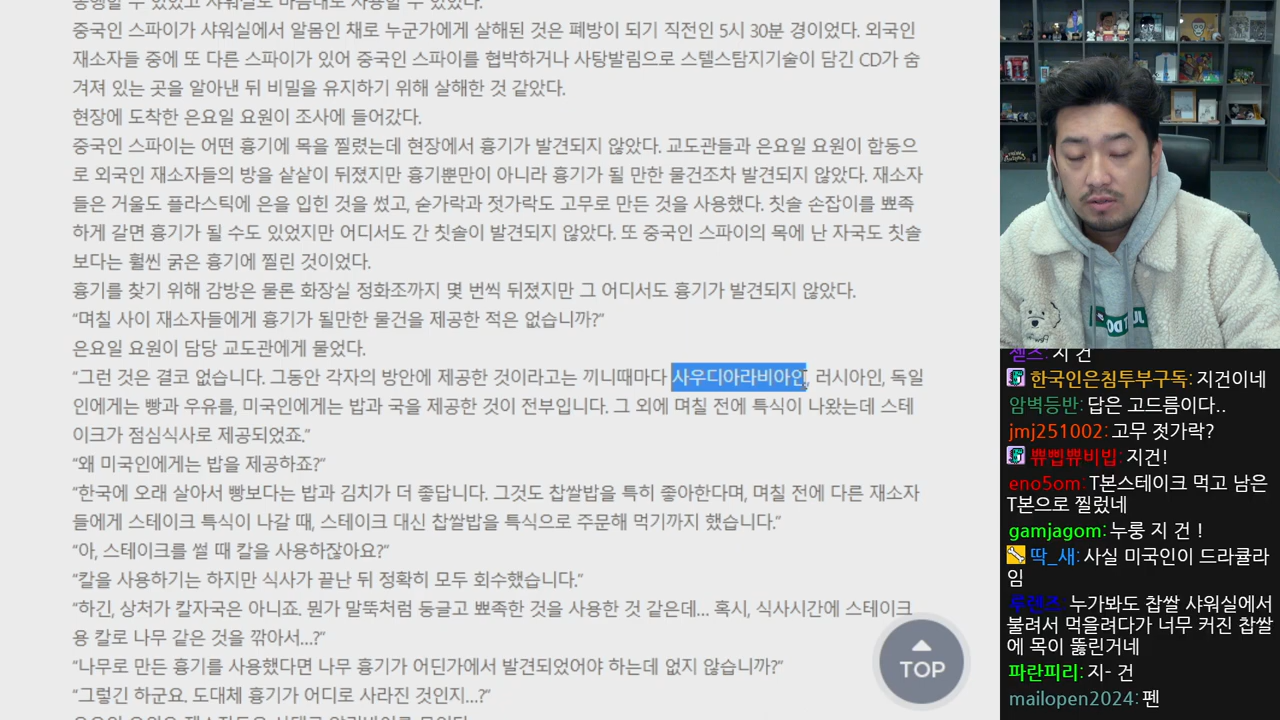 통행할 수 있었고 샤워실도 마음대로 사용할 수 있었다.
중국인 스파이가 샤워실에서 알몸인 채로 누군가에게 살해된 것은 폐방이 되기 직전인 5시 30분 경이었다. 외국인
재소자들 중에 또 다른 스파이가 있어 중국인 스파이를 협박하거나 사탕발림으로 스텔스탐지기술이 담긴 CD가 숨
겨져 있는 곳을 알아낸 뒤 비밀을 유지하기 위해 살해한 것 같았다.
현장에 도착한 은요일 요원이 조사에 들어갔다.
중국인 스파이는 어떤 흉기에 목을 찔렸는데 현장에서 흉기가 발견되지 않았다. 교도관들과 은요일 요원이 합동으
로 외국인 재소자들의 방을 샅샅이 뒤졌지만 흉기뿐만이 아니라 흉기가 될 만한 물건조차 발견되지 않았다. 재소자
들은 거울도 플라스틱에 은을 입힌 것을 썼고, 숟가락과 젓가락도 고무로 만든 것을 사용했다. 칫솔 손잡이를 뾰족
하게 갈면 흉기가 될 수도 있었지만 어디서도 간 칫솔이 발견되지 않았다. 또 중국인 스파이의 목에 난 자국도 칫솔
보다는 훨씬 굵은 흉기에 찔린 것이었다.
흉기를 찾기 위해 감방은 물론 화장실 정화조까지 몇 번씩 뒤졌지만 그 어디서도 흉기가 발견되지 않았다.
“며칠 사이 재소자들에게 흉기가 될만한 물건을 제공한 적은 없습니까?”
은요일 요원이 담당 교도관에게 물었다.
“그런 것은 결코 없습니다. 그동안 각자의 방안에 제공한 것이라고는 끼니때마다 사우디아라비아인, 러시아인, 독일
인에게는 빵과 우유를, 미국인에게는 밥과 국을 제공한 것이 전부입니다. 그 외에 며칠 전에 특식이 나왔는데 스테
이크가 점심식사로 제공되었죠.”
“왜 미국인에게는 밥을 제공하죠?”
“한국에 오래 살아서 빵보다는 밥과 김치가 더 좋답니다. 그것도 찹쌀밥을 특히 좋아한다며, 며칠 전에 다른 재소자
들에게 스테이크 특식이 나갈 때, 스테이크 대신 찹쌀밥을 특식으로 주문해 먹기까지 했습니다.”
“아, 스테이크를 썰 때 칼을 사용하잖아요?”
“칼을 사용하기는 하지만 식사가 끝난 뒤 정확히 모두 회수했습니다.”
“하긴, 상처가 칼자국은 아니죠. 뭔가 말뚝처럼 둥글고 뾰족한 것을 사용한 것 같은데... 혹시, 식사시간에 스테이크
용 칼로 나무 같은 것을 깎아서...?”
“나무로 만든 흉기를 사용했다면 나무 흉기가 어딘가에서 발견되었어야 하는데 없지 않습니까?”
“그렇긴 하군요. 도대체 흉기가 어디로 사라진 것인지...?”
TOP
셀즈: 지 건
한국인은침투부구독: 지건이네
암벽등반: 답은 고드름이다..
jmj251002: 고무 젓가락?
쀼삡쀼비빕: 지건!
eno5om: T본스테이크 먹고 남은
T본으로 찔렀네
gamjagom: 누룽 지 건 !
딱_새: 사실 미국인이 드라큘라
임
루렌즈: 누가봐도 찹쌀 샤워실에서
불려서 먹을려다가 너무 커진 찹쌀
에 목이 뚫린거네
파란피리: 지- 건
mailopen2024: 펜